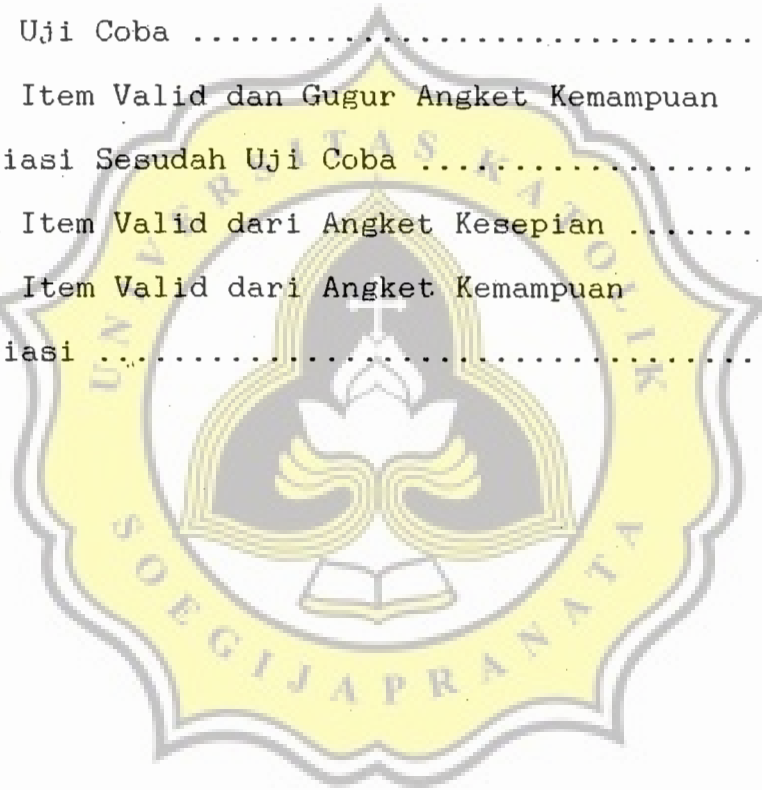 Uji Coba ..................................
Item Valid dan Gugur Angket Kemampuan
iasi Sesudah Uji Coba ....................
Item Valid dari Angket Kesepian ........
Item Valid dari Angket Kemampuan
iasi .......................................
UNIVERSITAS KATOLIK
SOEGIJAPRANATA